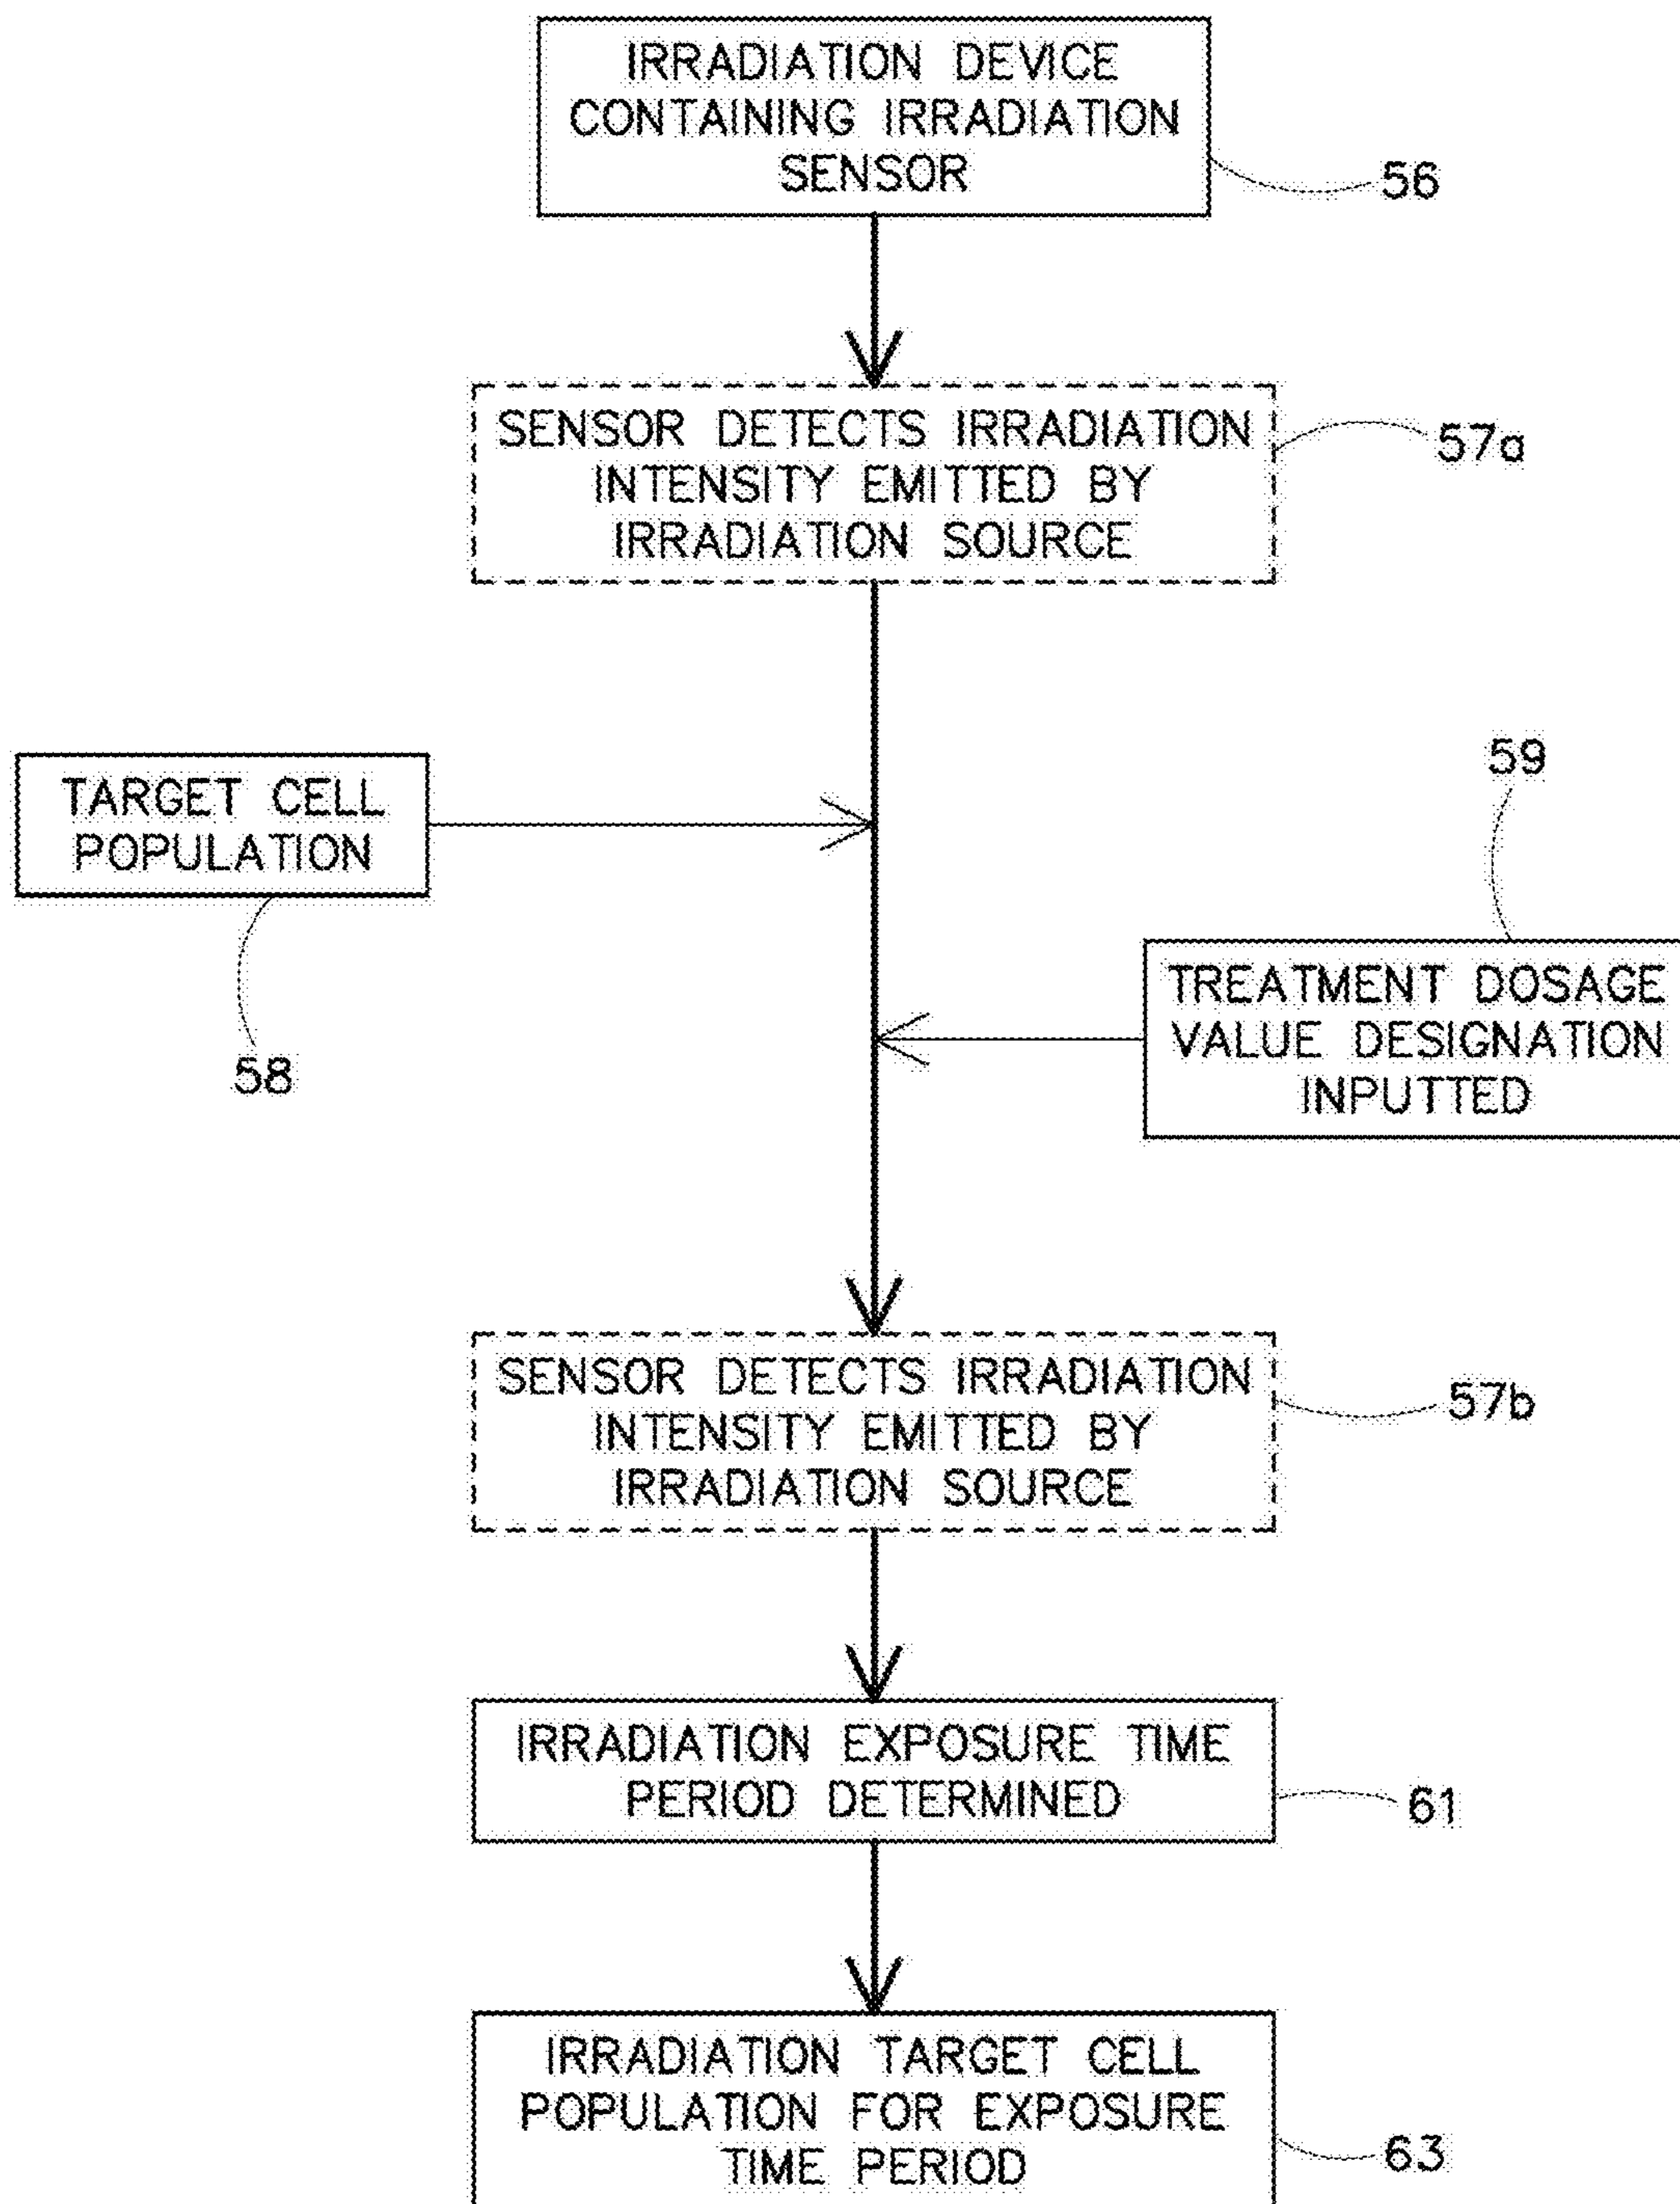 IRRADIATION DEVICE
CONTAINING IRRADIATION
SENSOR
56
SENSOR DETECTS IRRADIATION
INTENSITY EMITTED BY
IRRADIATION SOURCE
57a
TARGET CELL
POPULATION
58
59
TREATMENT DOSAGE
VALUE DESIGNATION
INPUTTED
SENSOR DETECTS IRRADIATION
INTENSITY EMITTED BY
IRRADIATION SOURCE
57b
IRRADIATION EXPOSURE TIME
PERIOD DETERMINED
61
IRRADIATION TARGET CELL
POPULATION FOR EXPOSURE
TIME PERIOD
63